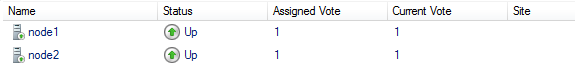 Name Status Assigned Vote Current Vote Site
node1 Up 1 1
node2 Up 1 1